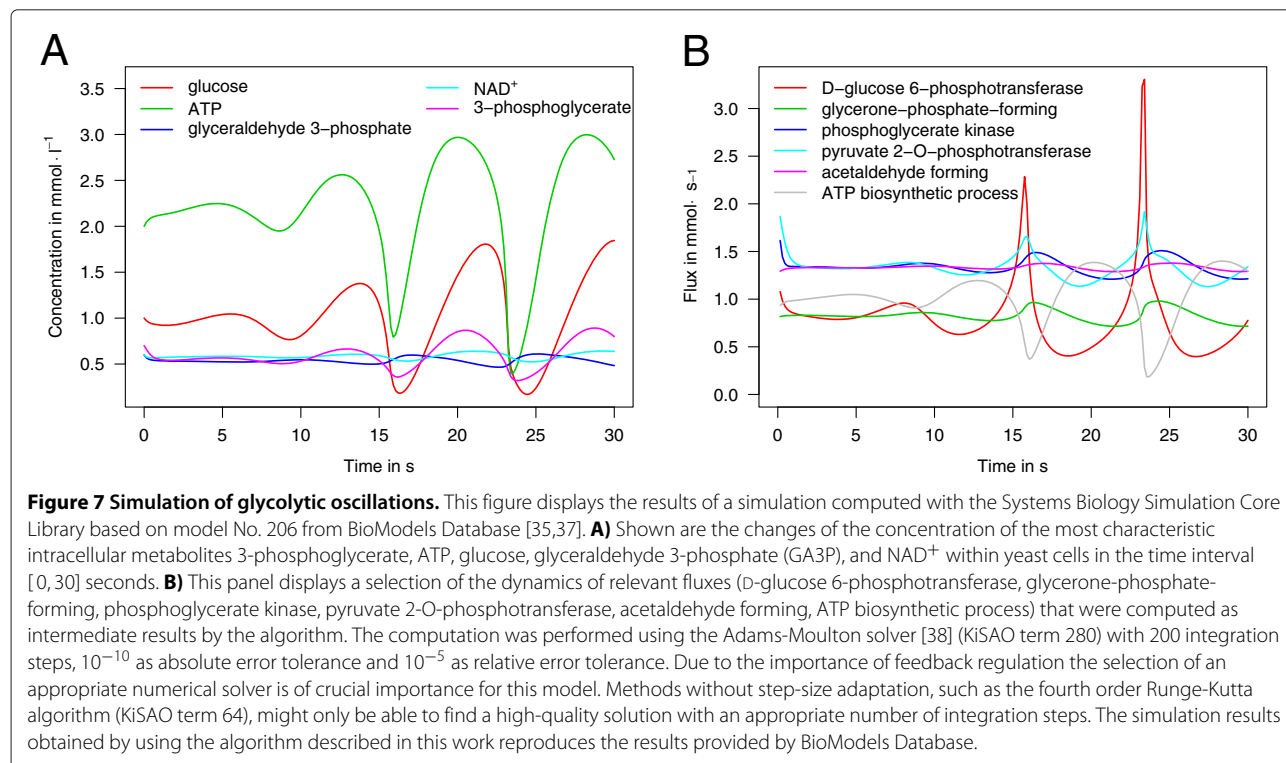 A
glucose
ATP
glyceraldehyde 3−phosphate
NAD+
3−phosphoglycerate
Concentration in mmol · l−1
3.5
3.0
2.5
2.0
1.5
1.0
0.5
0 5 10 15 20 25 30
Time in s
B
D−glucose 6−phosphotransferase
glycerone−phosphate−forming
phosphoglycerate kinase
pyruvate 2−O−phosphotransferase
acetaldehyde forming
ATP biosynthetic process
Flux in mmol· s−1
3.0
2.5
2.0
1.5
1.0
0.5
0.0
0 5 10 15 20 25 30
Time in s
Figure 7 Simulation of glycolytic oscillations. This figure displays the results of a simulation computed with the Systems Biology Simulation Core
Library based on model No. 206 from BioModels Database [35,37]. A) Shown are the changes of the concentration of the most characteristic
intracellular metabolites 3-phosphoglycerate, ATP, glucose, glyceraldehyde 3-phosphate (GA3P), and NAD+ within yeast cells in the time interval
[0, 30] seconds. B) This panel displays a selection of the dynamics of relevant fluxes (D-glucose 6-phosphotransferase, glycerone-phosphate-
forming, phosphoglycerate kinase, pyruvate 2-O-phosphotransferase, acetaldehyde forming, ATP biosynthetic process) that were computed as
intermediate results by the algorithm. The computation was performed using the Adams-Moulton solver [38] (KiSAO term 280) with 200 integration
steps, 10−10 as absolute error tolerance and 10−5 as relative error tolerance. Due to the importance of feedback regulation the selection of an
appropriate numerical solver is of crucial importance for this model. Methods without step-size adaptation, such as the fourth order Runge-Kutta
algorithm (KiSAO term 64), might only be able to find a high-quality solution with an appropriate number of integration steps. The simulation results
obtained by using the algorithm described in this work reproduces the results provided by BioModels Database.